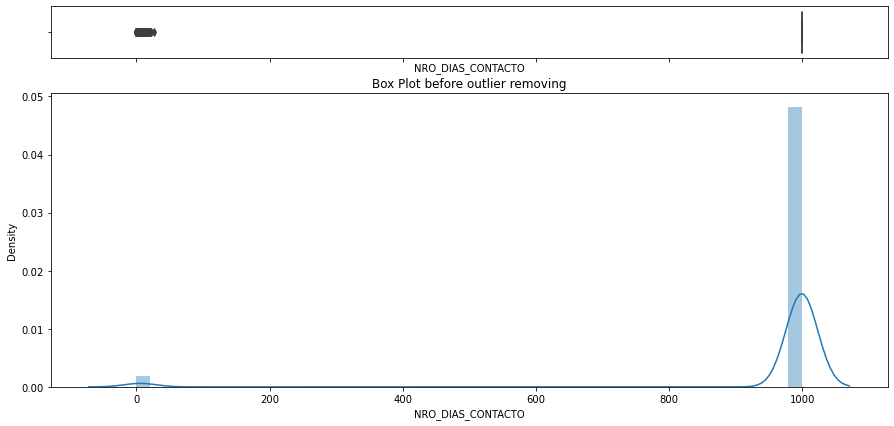 NRO_DIAS_CONTACTO
Box Plot before outlier removing
0.05
0.04
0.03
0.02
0.01
0.00
Density
0 200 400 600 800 1000
NRO_DIAS_CONTACTO